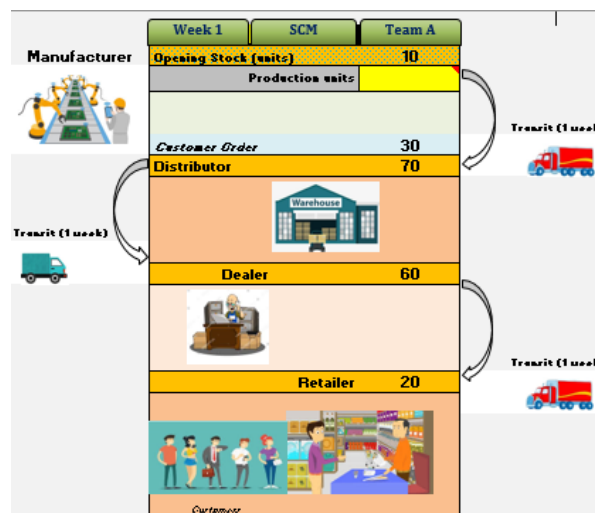 Week 1 SCM Team A
Manufacturer
Opening Stock (units) 10
Production units
Transit (1 week)
Customer Order 30
Distributor 70
Warehouse
Transit (1 week)
Dealer 60
Transit (1 week)
Retailer 20
Customer